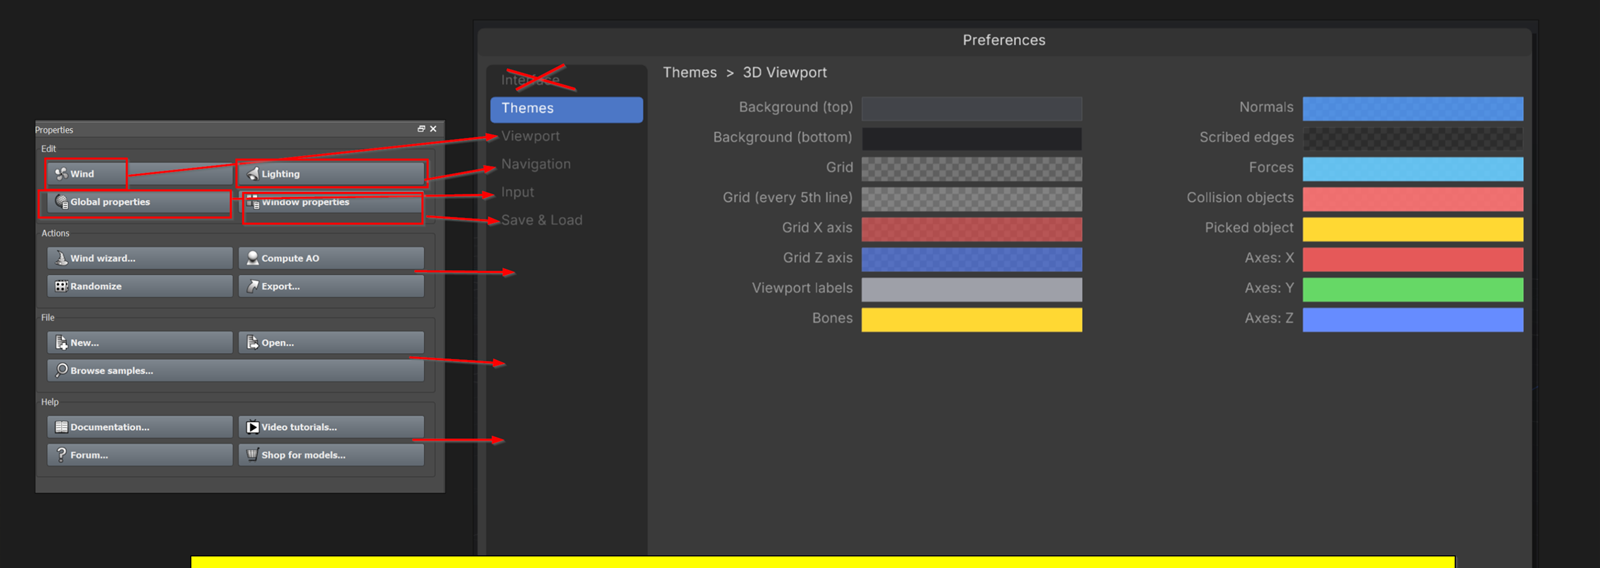 Properties
Edit
Wind
Lighting
Global properties
Window properties
Actions
Wind wizard...
Compute AO
Randomize
Export...
File
New...
Open...
Browse samples...
Help
Documentation...
Video tutorials...
Forum...
Shop for models...
Preferences
Interface
Themes
Viewport
Navigation
Input
Save & Load
Themes > 3D Viewport
Background (top)
Background (bottom)
Grid
Grid (every 5th line)
Grid X axis
Grid Z axis
Viewport labels
Bones
Normals
Scribed edges
Forces
Collision objects
Picked object
Axes: X
Axes: Y
Axes: Z